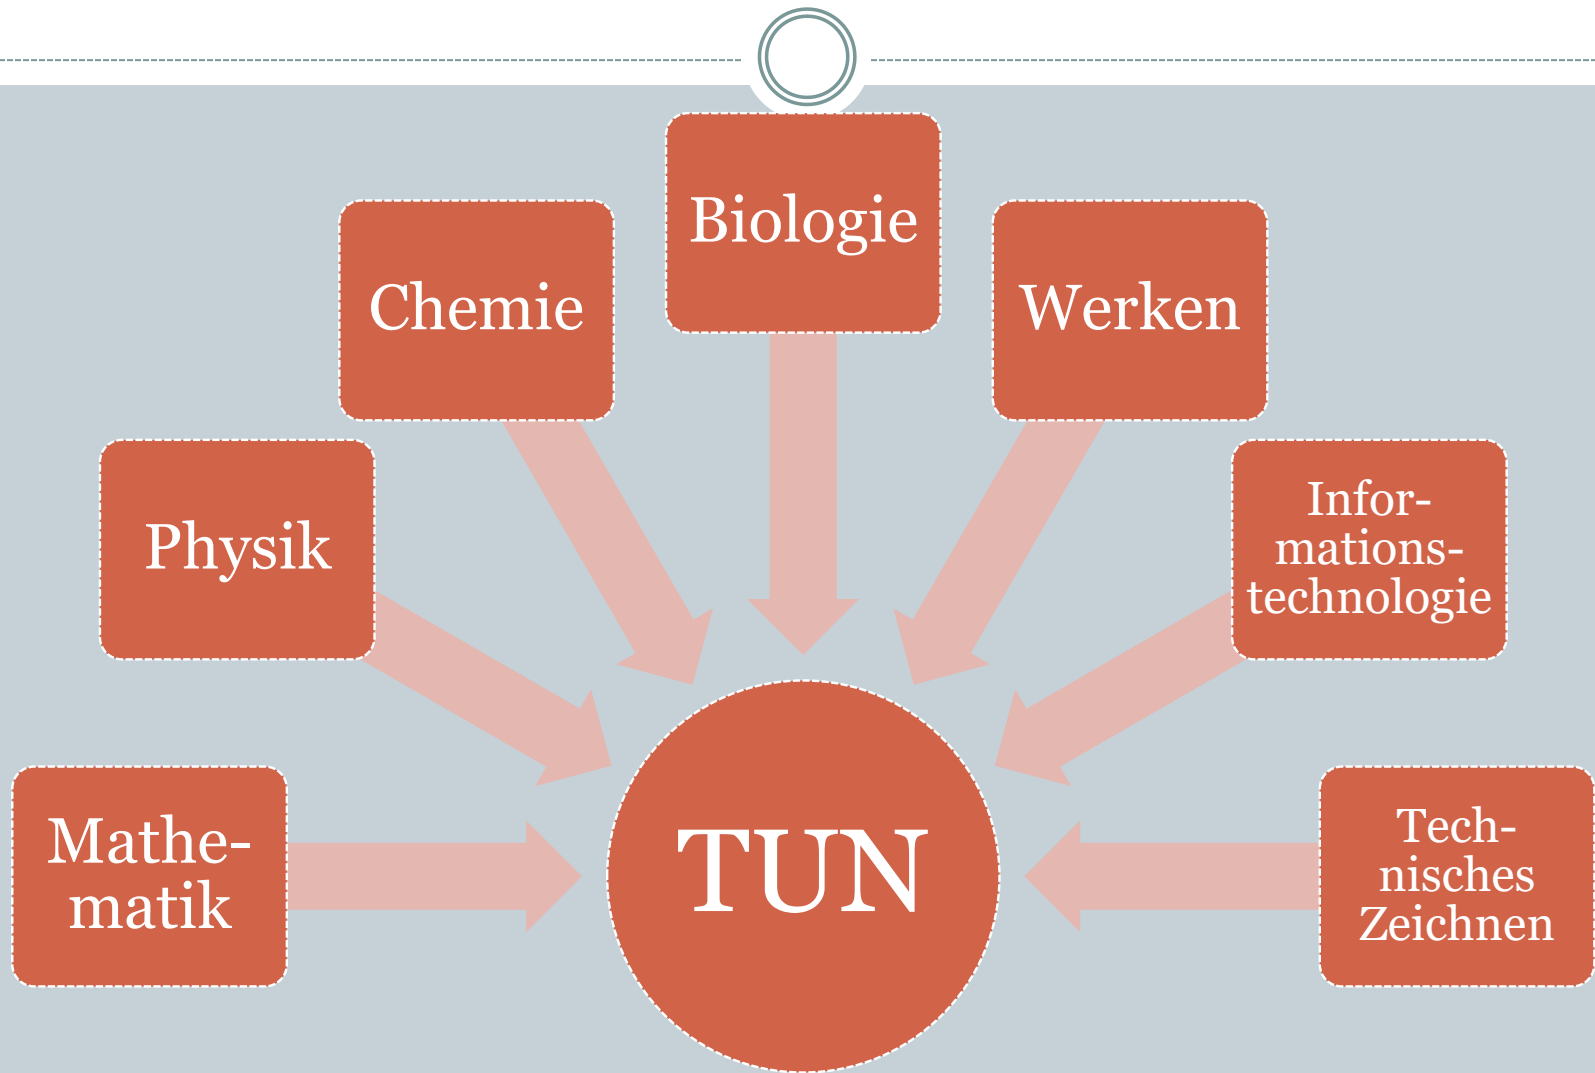 Biologie
Chemie
Werken
Physik
Infor-
mations-
technologie
Mathe-
matik
TUN
Tech-
nisches
Zeichnen